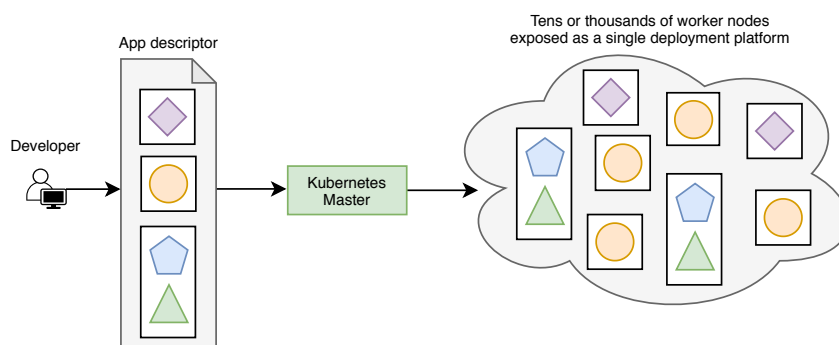 Tens or thousands of worker nodes
exposed as a single deployment platform
App descriptor
Developer
Kubernetes
Master